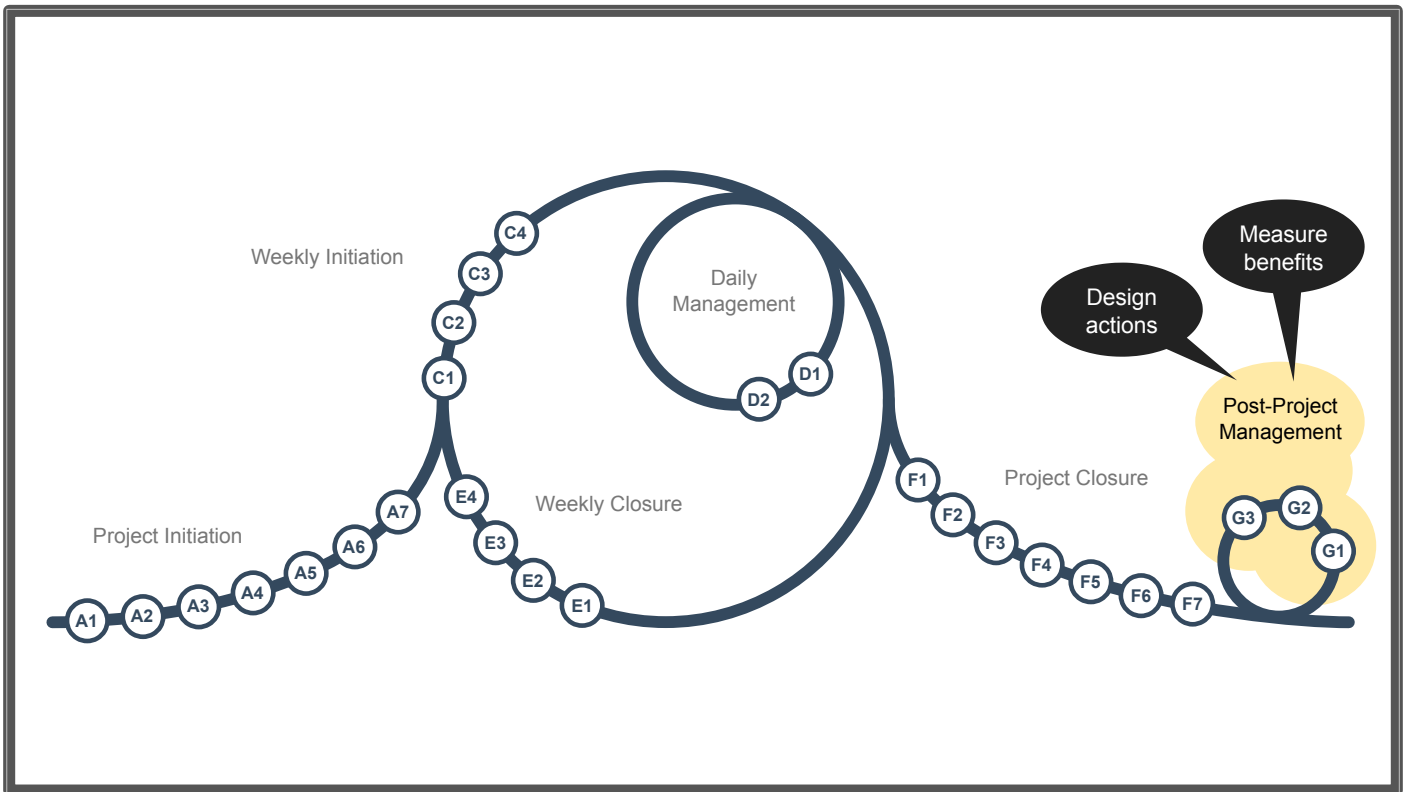 Measure
benefits
Design
actions
Weekly Initiation
C4
C3
C2
C1
Daily
Management
D1
D2
Post-Project
Management
Project Initiation
A1
A2
A3
A4
A5
A6
A7
Weekly Closure
E4
E3
E2
E1
Project Closure
F1
F2
F3
F4
F5
F6
F7
G3
G2
G1